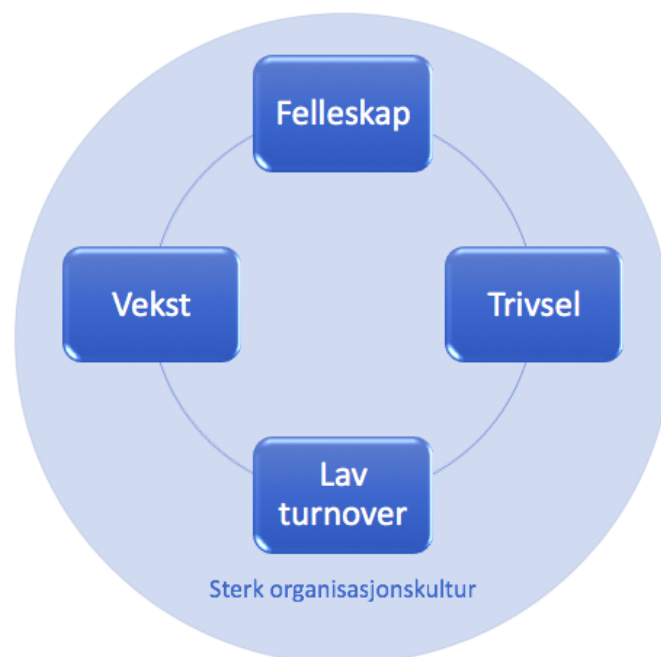 Felleskap
Vekst
Trivsel
Lav
turnover
Sterk organisasjonskultur